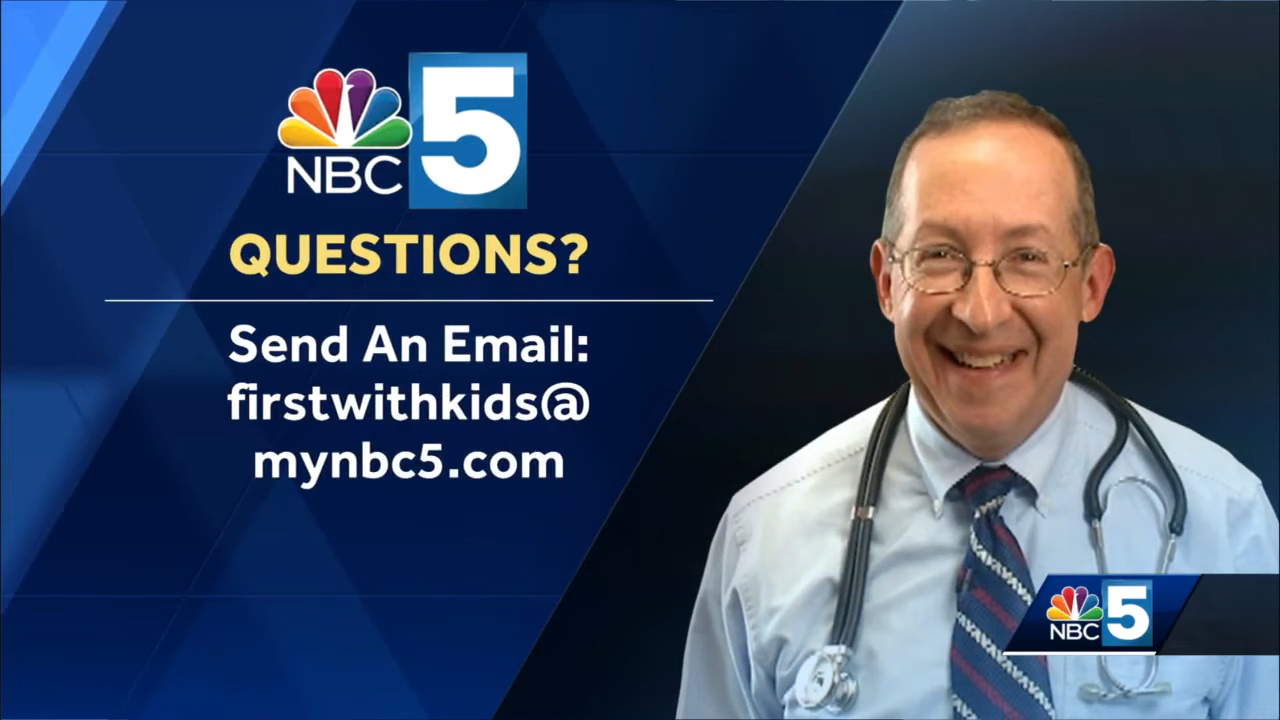 NBC 5
QUESTIONS?
Send An Email:
firstwithkids@
mynbc5.com
NBC 5